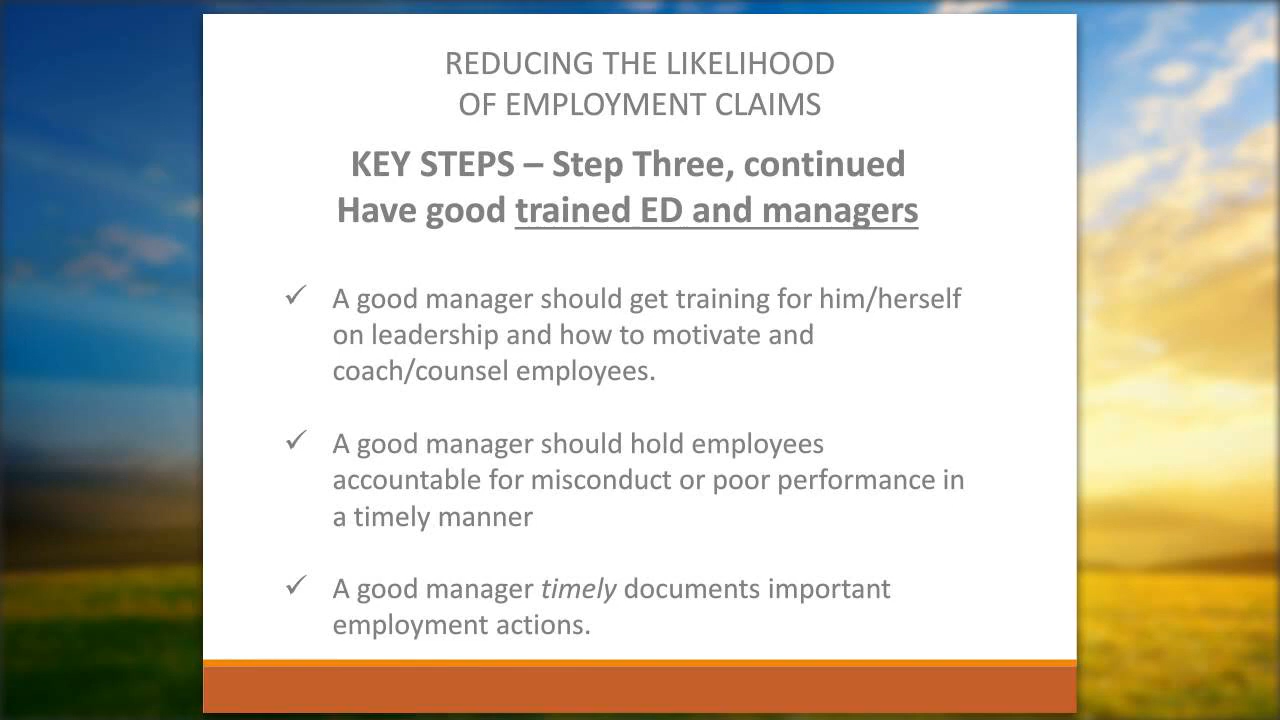 REDUCING THE LIKELIHOOD
OF EMPLOYMENT CLAIMS
KEY STEPS – Step Three, continued
Have good trained ED and managers
✓ A good manager should get training for him/herself
on leadership and how to motivate and
coach/counsel employees.
✓ A good manager should hold employees
accountable for misconduct or poor performance in
a timely manner
✓ A good manager timely documents important
employment actions.